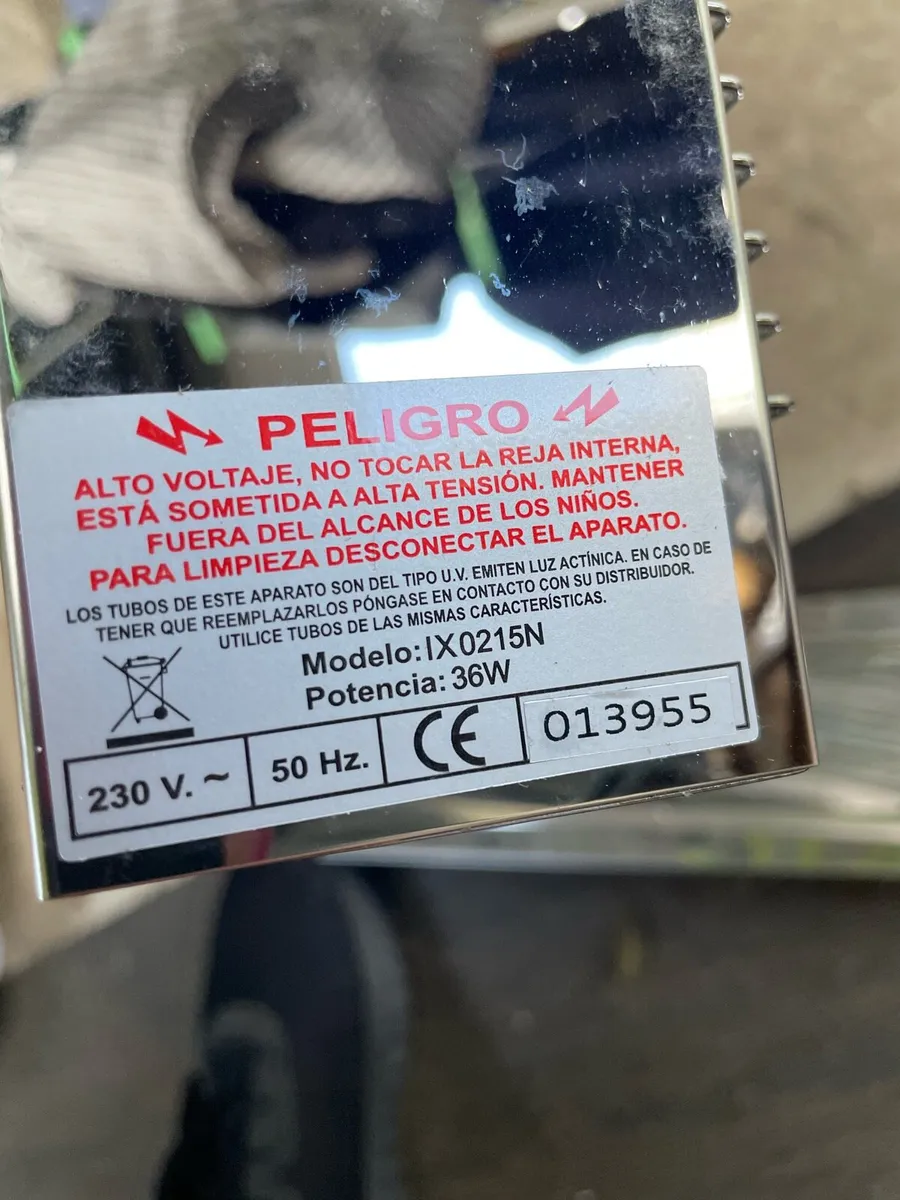 PELIGRO
ALTO VOLTAJE, NO TOCAR LA REJA INTERNA,
ESTÁ SOMETIDA A ALTA TENSIÓN. MANTENER
FUERA DEL ALCANCE DE LOS NIÑOS.
PARA LIMPIEZA DESCONECTAR EL APARATO.
LOS TUBOS DE ESTE APARATO SON DEL TIPO U.V. EMITEN LUZ ACTÍNICA. EN CASO DE
TENER QUE REEMPLAZARLOS PÓNGASE EN CONTACTO CON SU DISTRIBUIDOR.
UTILICE TUBOS DE LAS MISMAS CARACTERÍSTICAS.
Modelo: IX0215N
Potencia: 36W
230 V. ~ 50 Hz. CE 013955